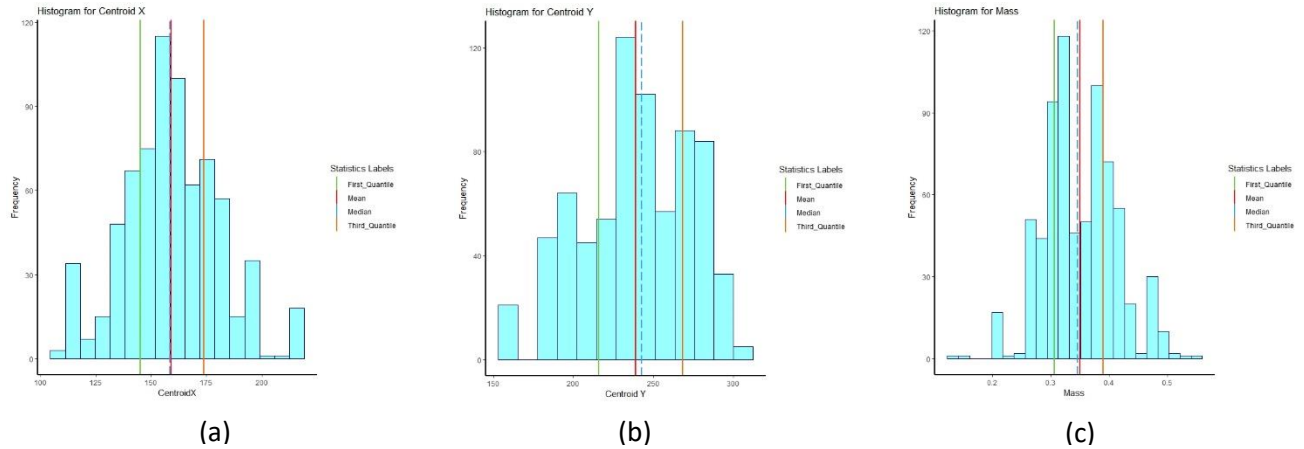 Histogram for Centroid X
120
90
60
30
0
Frequency
100
125
150
175
200
CentroidX
Statistics Labels
First_Quantile
Mean
Median
Third_Quantile
(a)
Histogram for Centroid Y
120
80
40
0
Frequency
150
200
250
300
Centroid Y
Statistics Labels
First_Quantile
Mean
Median
Third_Quantile
(b)
Histogram for Mass
120
90
60
30
0
Frequency
0.2
0.3
0.4
0.5
Mass
Statistics Labels
First_Quantile
Mean
Median
Third_Quantile
(c)